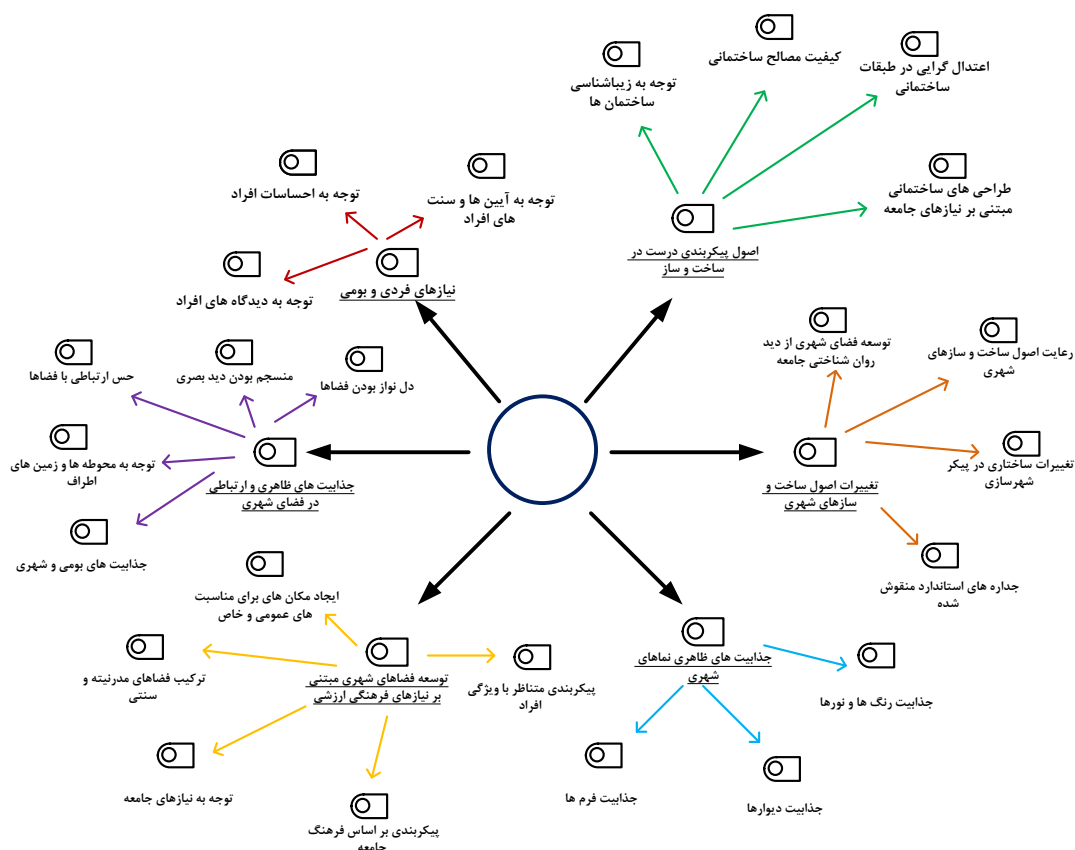 کیفیت مصالح ساختمانی
اعتدال گرایی در طبقات
ساختمانی
توجه به زیباشناسی
ساختمان ها
طراحی های ساختمانی
مبتنی بر نیازهای جامعه
اصول پیکربندی درست در
ساخت و ساز
توجه به احساسات افراد
توجه به آیین ها و سنت
های افراد
توجه به دیدگاه های افراد
نیازهای فردی و بومی
توسعه فضای شهری از دید
روان شناختی جامعه
رعایت اصول ساخت و سازهای
شهری
تغییرات ساختاری در پیکر
شهرسازی
تغییرات اصول ساخت و
سازهای شهری
جداره های استاندارد منقوش
شده
دل نواز بودن فضاها
منسجم بودن دید بصری
حس ارتباطی با فضاها
توجه به محوطه ها و زمین های
اطراف
جذابیت های ظاهری و ارتباطی
در فضای شهری
جذابیت های بومی و شهری
ایجاد مکان های برای مناسبت
های عمومی و خاص
ترکیب فضاهای مدرنیته و
سنتی
توسعه فضاهای شهری مبتنی
بر نیازهای فرهنگی ارزشی
پیکربندی متناظر با ویژگی
افراد
توجه به نیازهای جامعه
پیکربندی بر اساس فرهنگ
جامعه
جذابیت های ظاهری نماهای
شهری
جذابیت رنگ ها و نورها
جذابیت فرم ها
جذابیت دیوارها